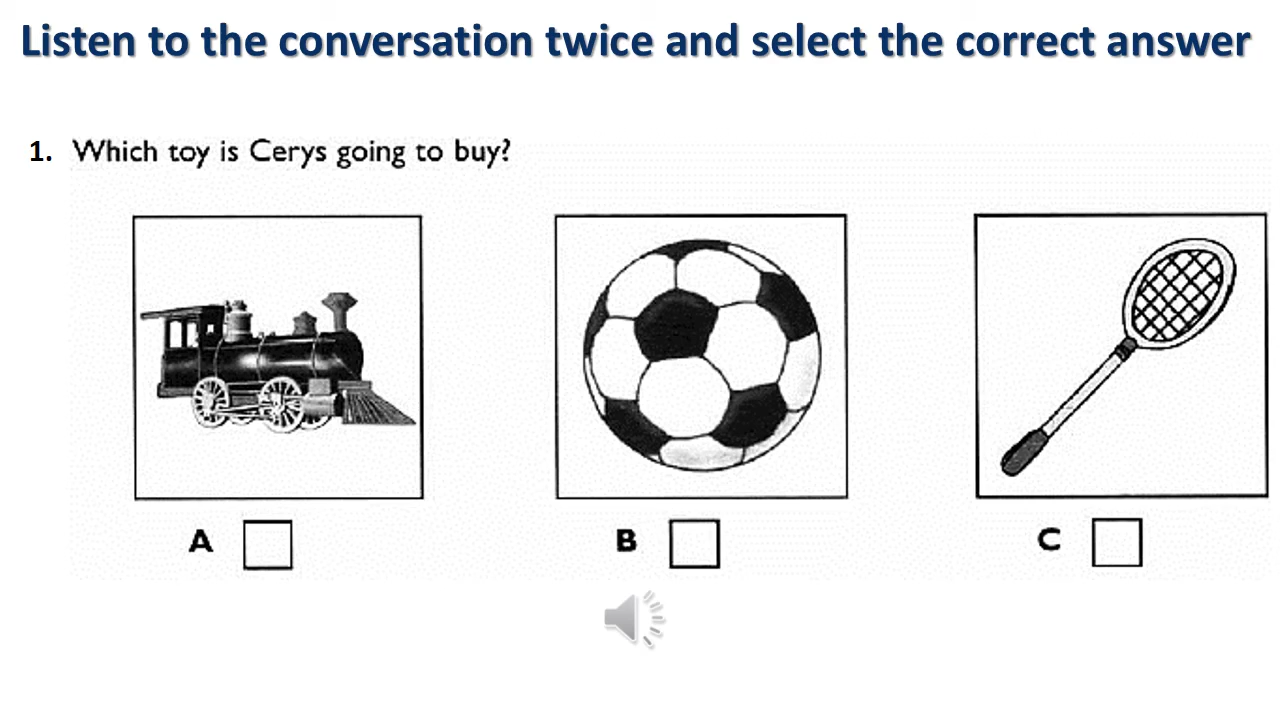 Listen to the conversation twice and select the correct answer
1. Which toy is Cerys going to buy?
A B C